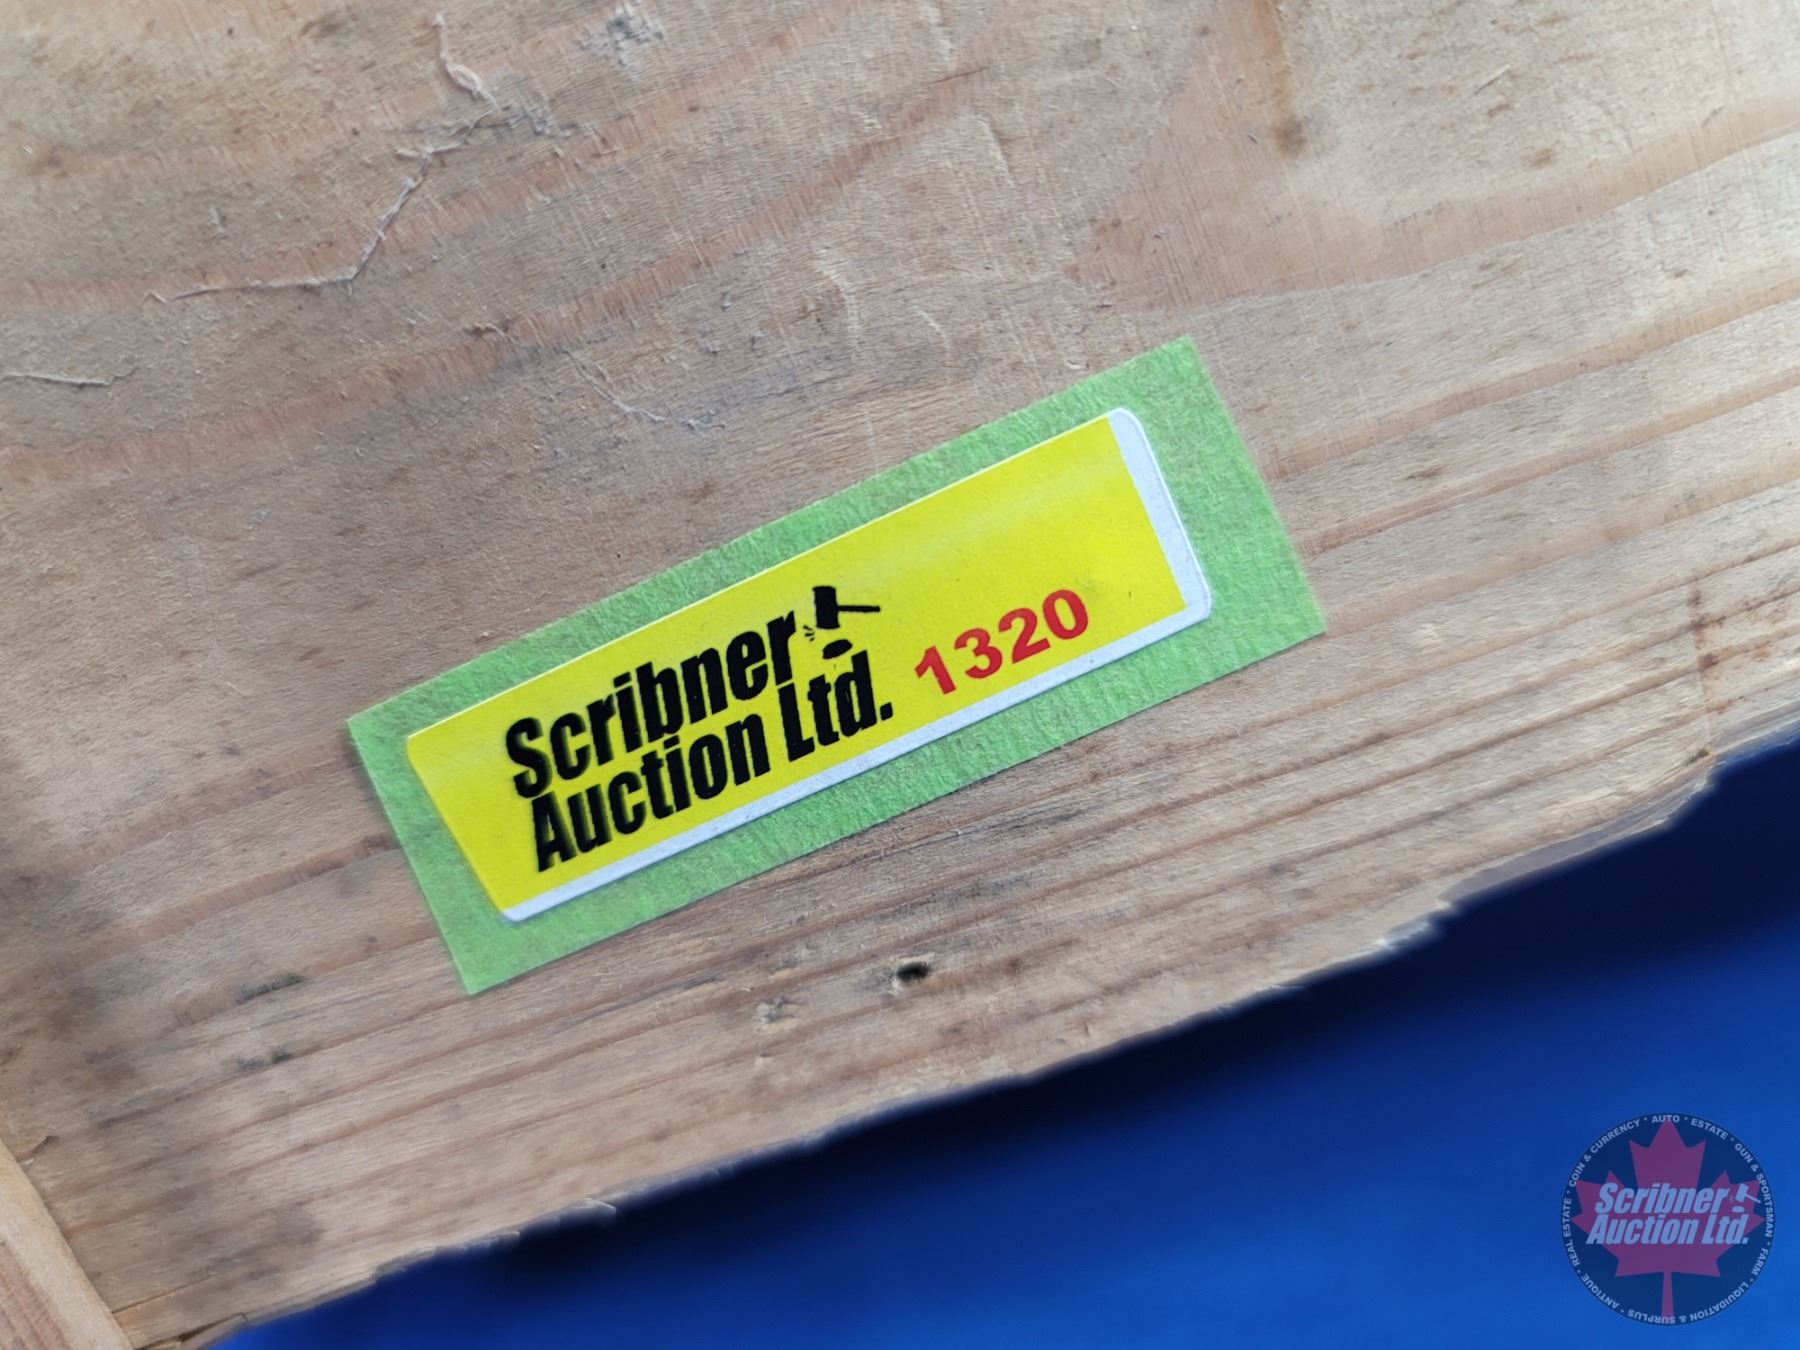 Scribner
Auction Ltd.
1320
COIN & CURRENCY * AUTO * ESTATE * GUN & SPORTSMAN * FARM * LIQUIDATION & SURPLUS * ANTIQUE * REAL ESTATE *
Scribner
Auction Ltd.